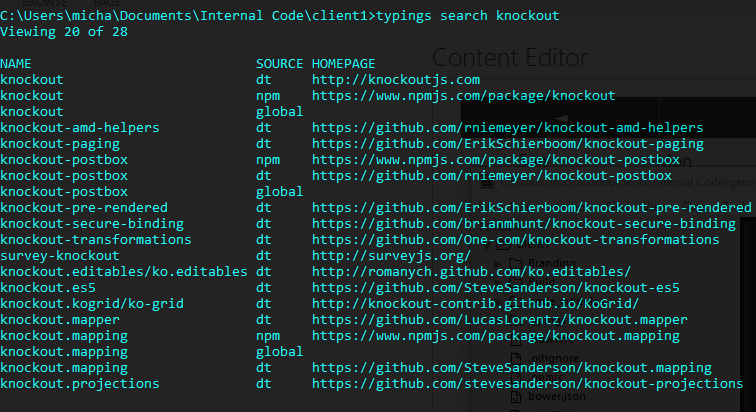 C:\Users\micha\Documents\Internal Code\client1>typings search knockout
Viewing 20 of 28
NAME SOURCE HOMEPAGE
knockout dt http://knockoutjs.com
knockout npm https://www.npmjs.com/package/knockout
knockout global
knockout-amd-helpers dt https://github.com/rniemeyer/knockout-amd-helpers
knockout-paging dt https://github.com/ErikSchierboom/knockout-paging
knockout-postbox npm https://www.npmjs.com/package/knockout-postbox
knockout-postbox dt https://github.com/rniemeyer/knockout-postbox
knockout-postbox global
knockout-pre-rendered dt https://github.com/ErikSchierboom/knockout-pre-rendered
knockout-secure-binding dt https://github.com/brianmhunt/knockout-secure-binding
knockout-transformations dt https://github.com/One-com/knockout-transformations
survey-knockout dt http://surveyjs.org/
knockout.editables/ko.editables dt http://romanych.github.com/ko.editables/
knockout.es5 dt https://github.com/SteveSanderson/knockout-es5
knockout.kogrid/ko-grid dt http://knockout-contrib.github.io/KoGrid/
knockout.mapper dt https://github.com/LucasLorentz/knockout.mapper
knockout.mapping npm https://www.npmjs.com/package/knockout.mapping
knockout.mapping global
knockout.mapping dt https://github.com/SteveSanderson/knockout.mapping
knockout.projections dt https://github.com/stevesanderson/knockout-projections
BROWSE PAGE
Content Editor
Branding
.gitignore
bower.json